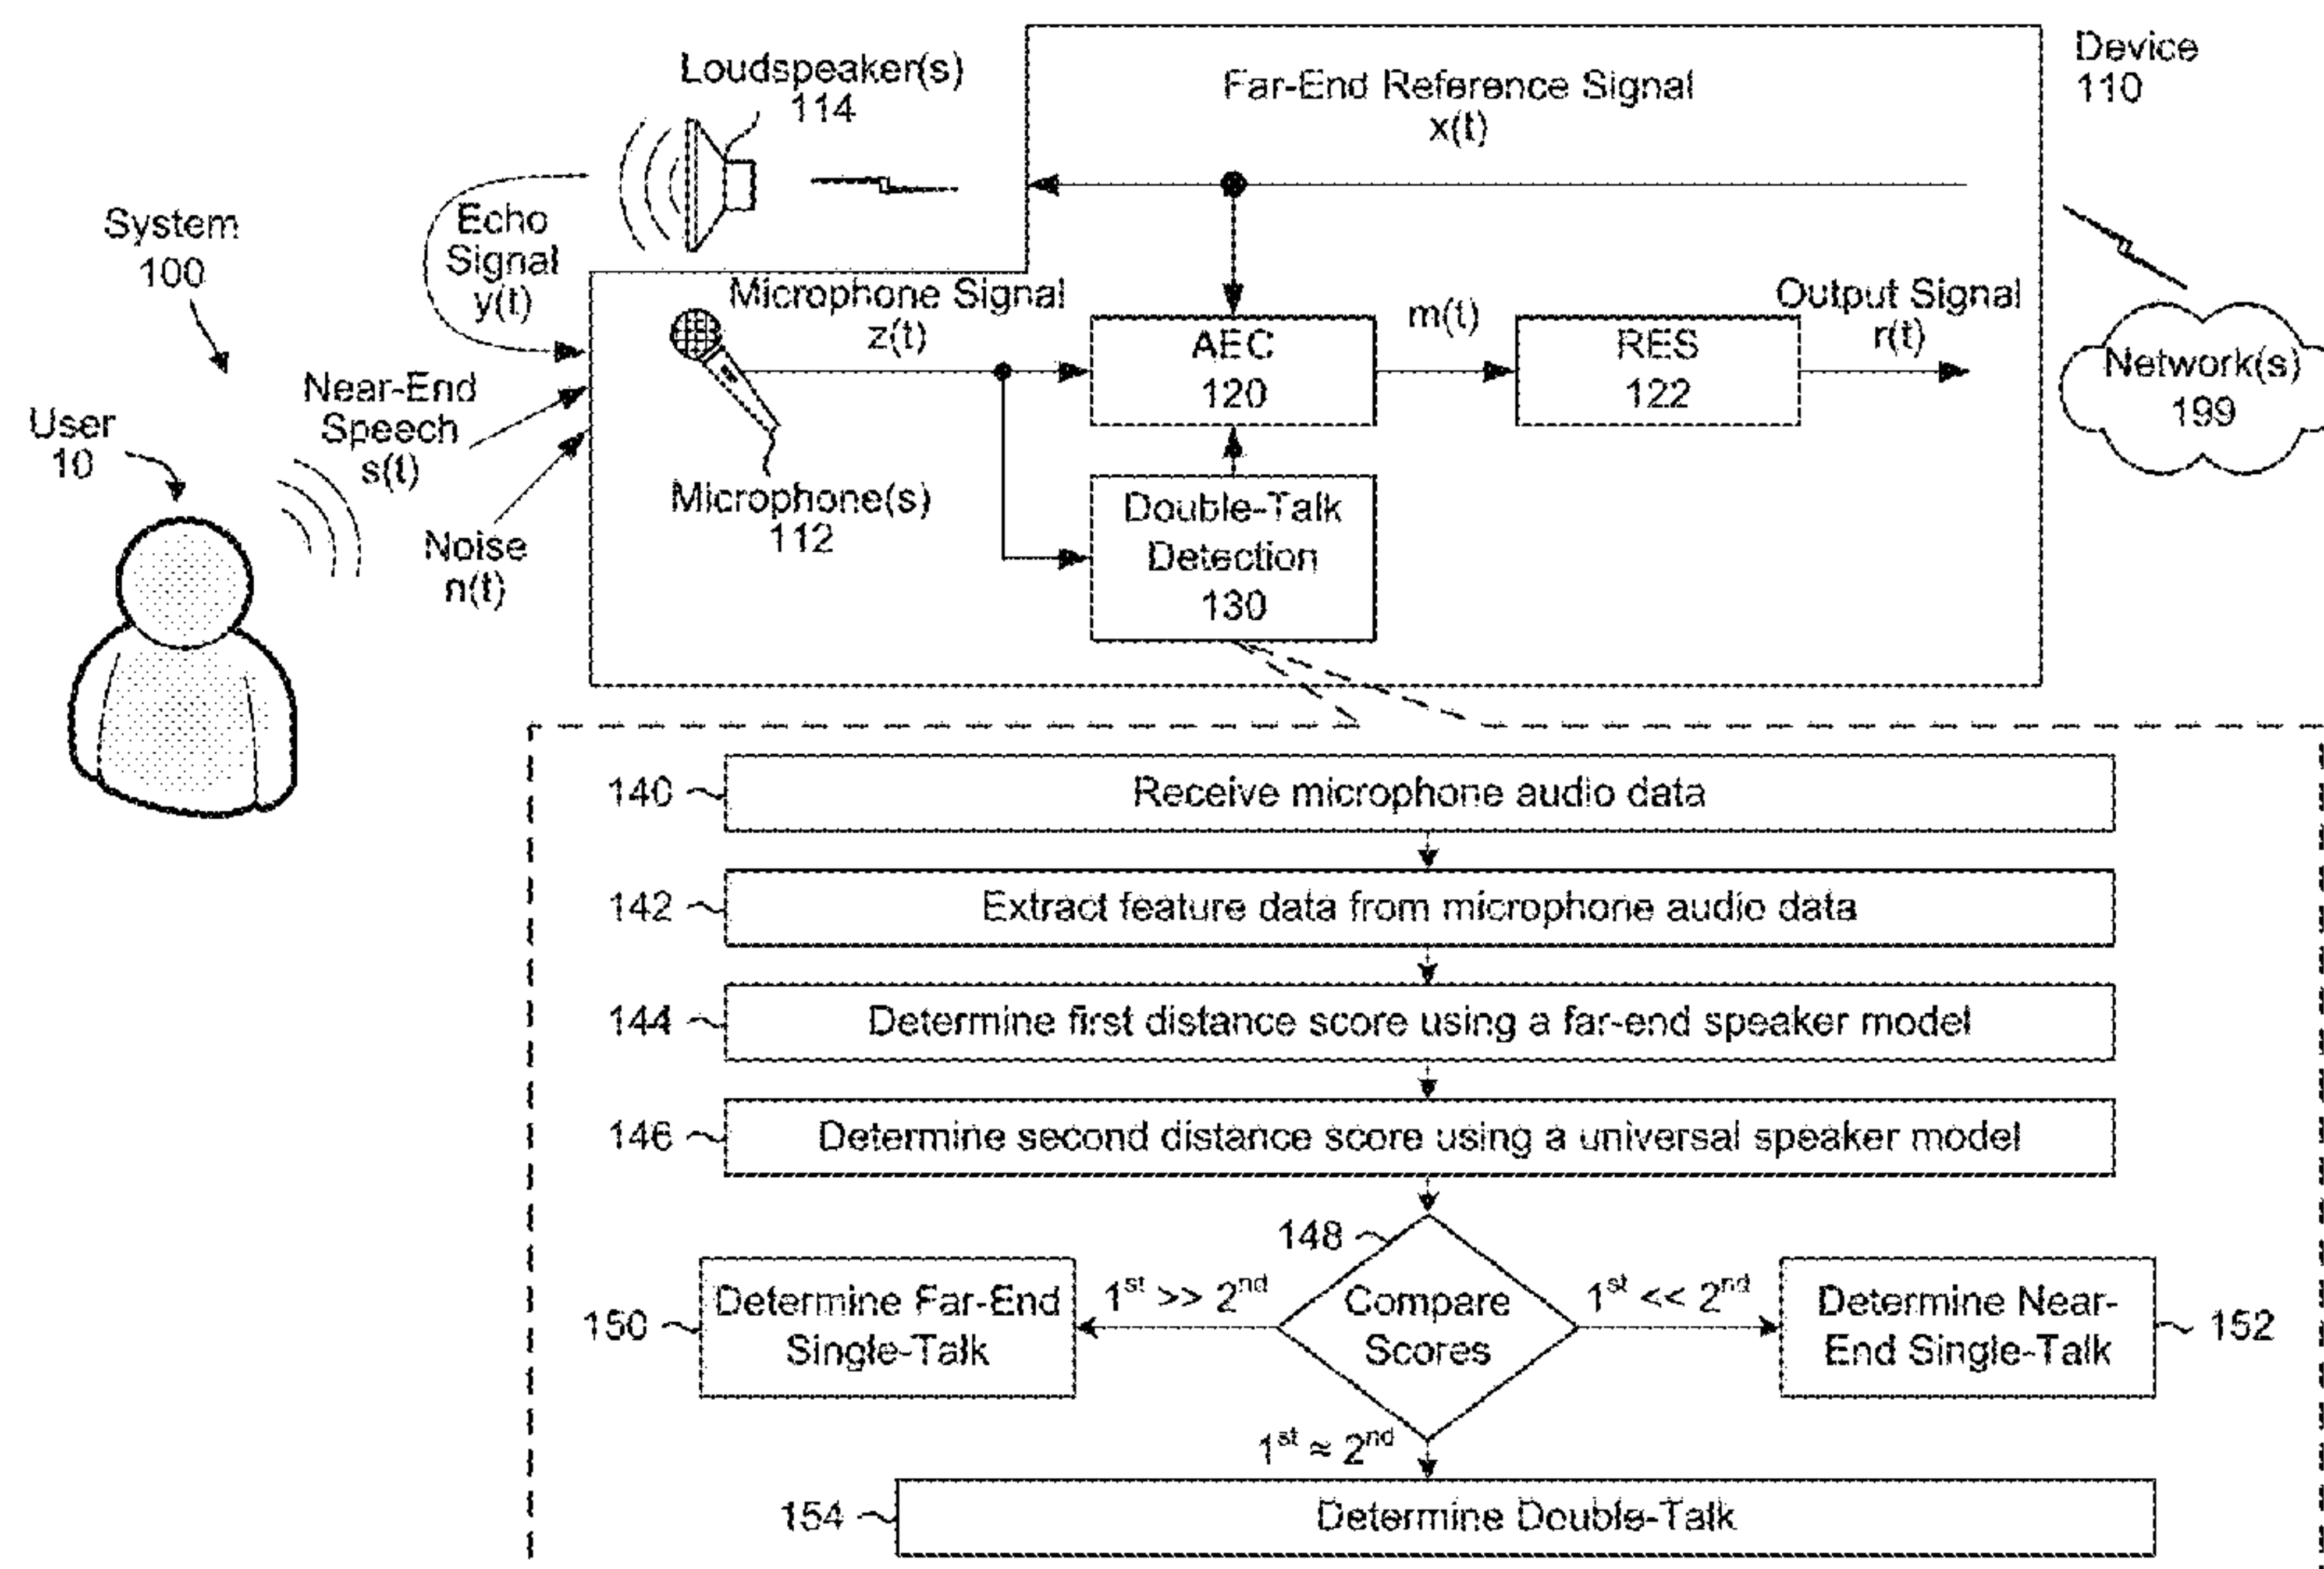 Loudspeaker(s)
114
Far-End Reference Signal
x(t)
Device
110
System
100
Echo
Signal
y(t)
Microphone Signal
z(t)
AEC
120
m(t)
RES
122
Output Signal
r(t)
Network(s)
199
User
10
Near-End
Speech
s(t)
Noise
n(t)
Microphone(s)
112
Double-Talk
Detection
130
140
Receive microphone audio data
142
Extract feature data from microphone audio data
144
Determine first distance score using a far-end speaker model
146
Determine second distance score using a universal speaker model
148
Compare
Scores
1st >> 2nd
150
Determine Far-End
Single-Talk
1st << 2nd
Determine Near-
End Single-Talk
152
1st ≈ 2nd
154
Determine Double-Talk